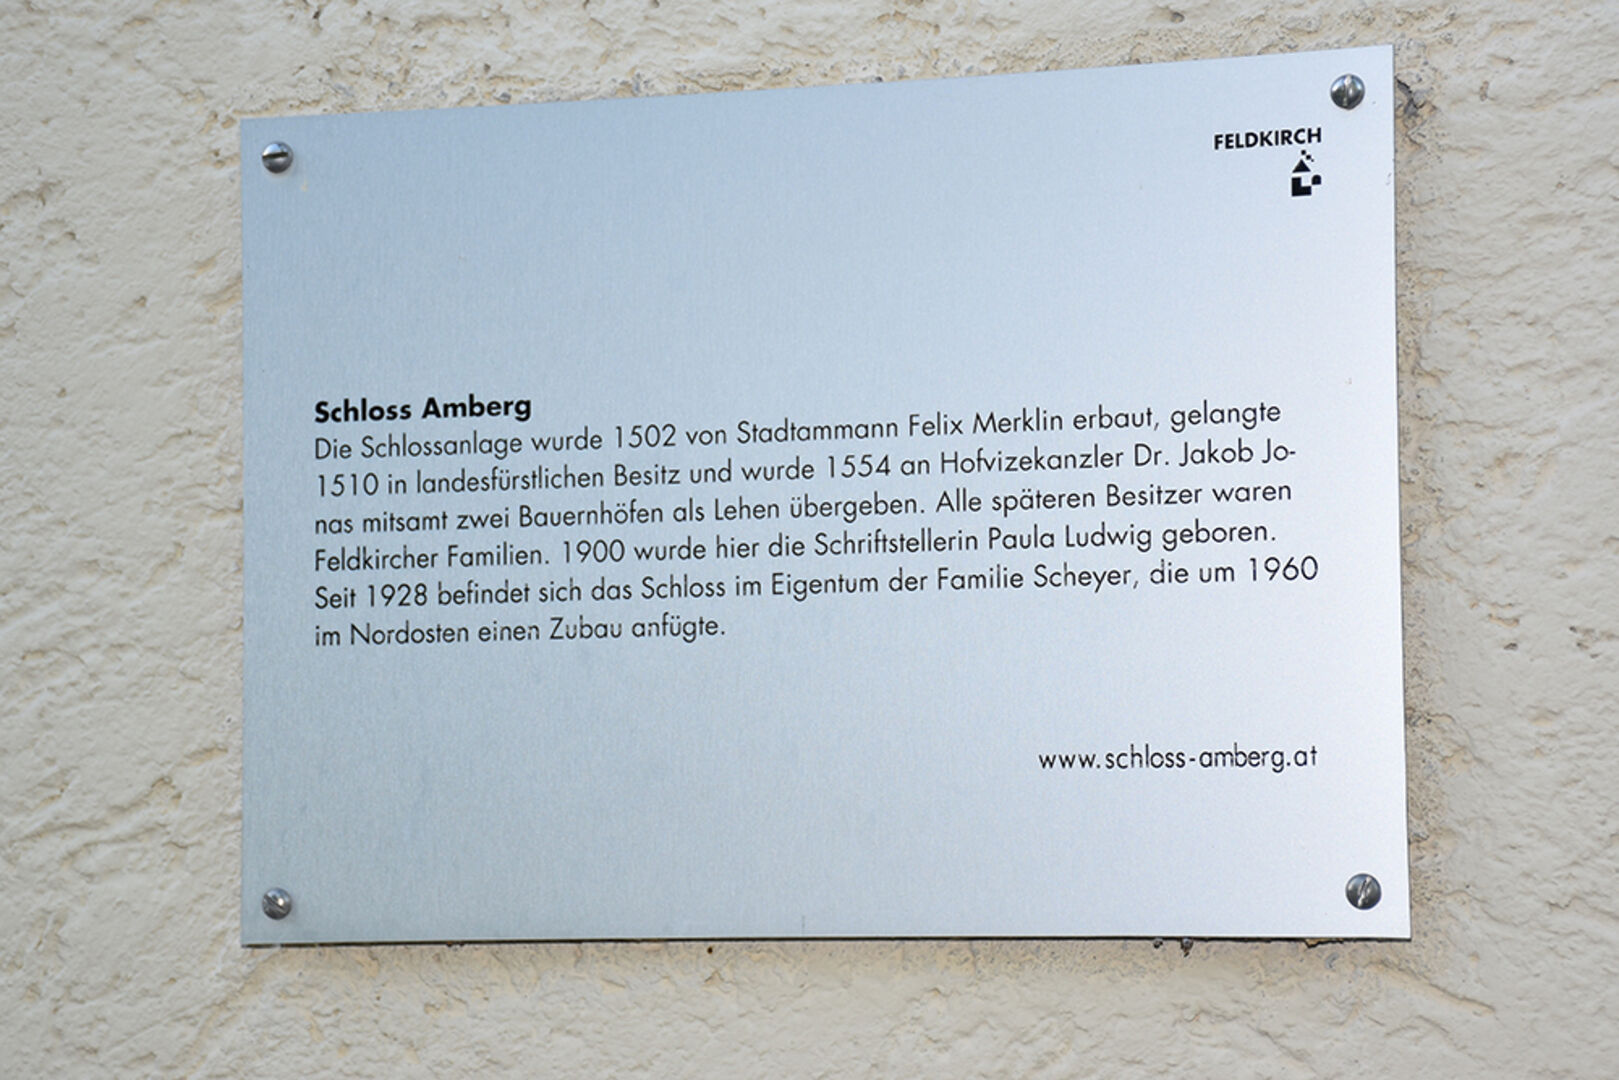 FELDKIRCH
Schloss Amberg
Die Schlossanlage wurde 1502 von Stadtammann Felix Merklin erbaut, gelangte
1510 in landesfürstlichen Besitz und wurde 1554 an Hofvizekanzler Dr. Jakob Jo-
nas mitsamt zwei Bauernhöfen als Lehen übergeben. Alle späteren Besitzer waren
Feldkircher Familien. 1900 wurde hier die Schriftstellerin Paula Ludwig geboren.
Seit 1928 befindet sich das Schloss im Eigentum der Familie Scheyer, die um 1960
im Nordosten einen Zubau anfügte.
www.schloss-amberg.at